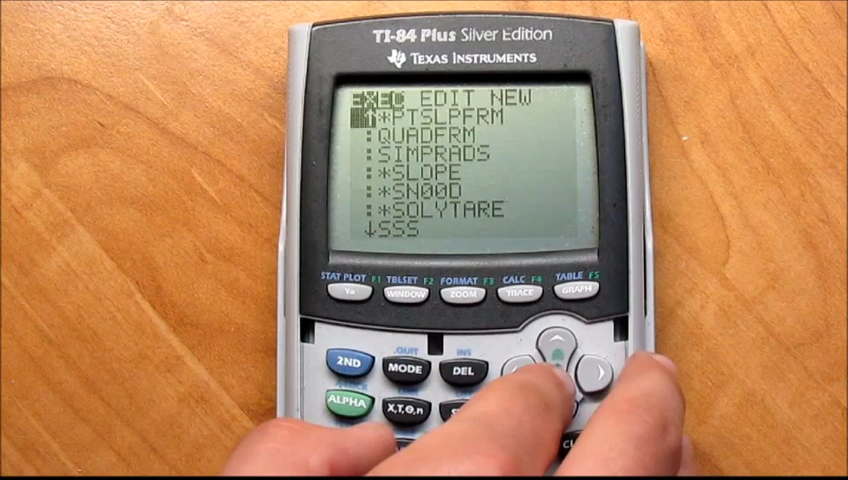 TI-84 Plus Silver Edition
TEXAS INSTRUMENTS
EXEC EDIT NEW
↑*PTSLPFRM
:QUADFRM
:SIMPRADS
:*SLOPE
:*SN00D
:*SOLYTARE
↓SSS
STAT PLOT F1 TBLSET F2 FORMAT F3 CALC F4 TABLE F5
Y= WINDOW ZOOM TRACE GRAPH
QUIT INS
2ND MODE DEL
ALPHA X,T,θ,n